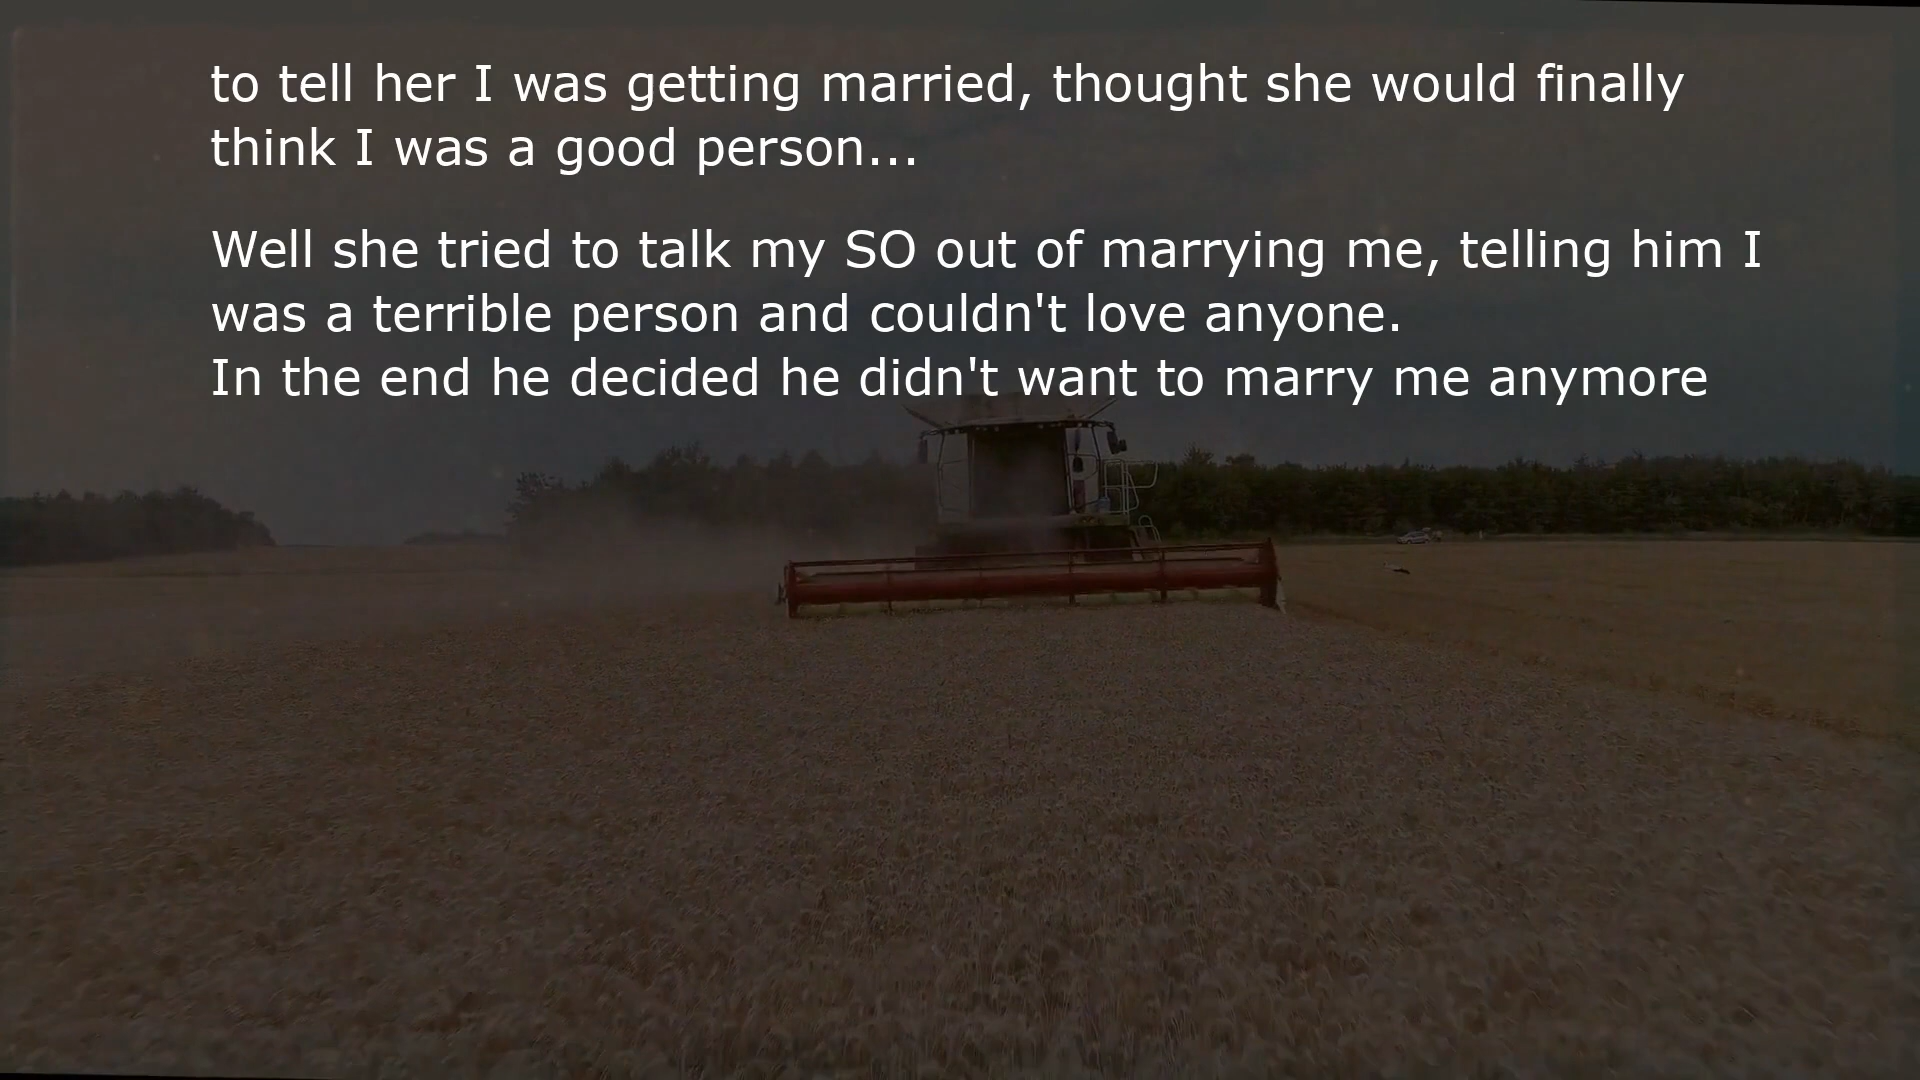 to tell her I was getting married, thought she would finally
think I was a good person...
Well she tried to talk my SO out of marrying me, telling him I
was a terrible person and couldn't love anyone.
In the end he decided he didn't want to marry me anymore